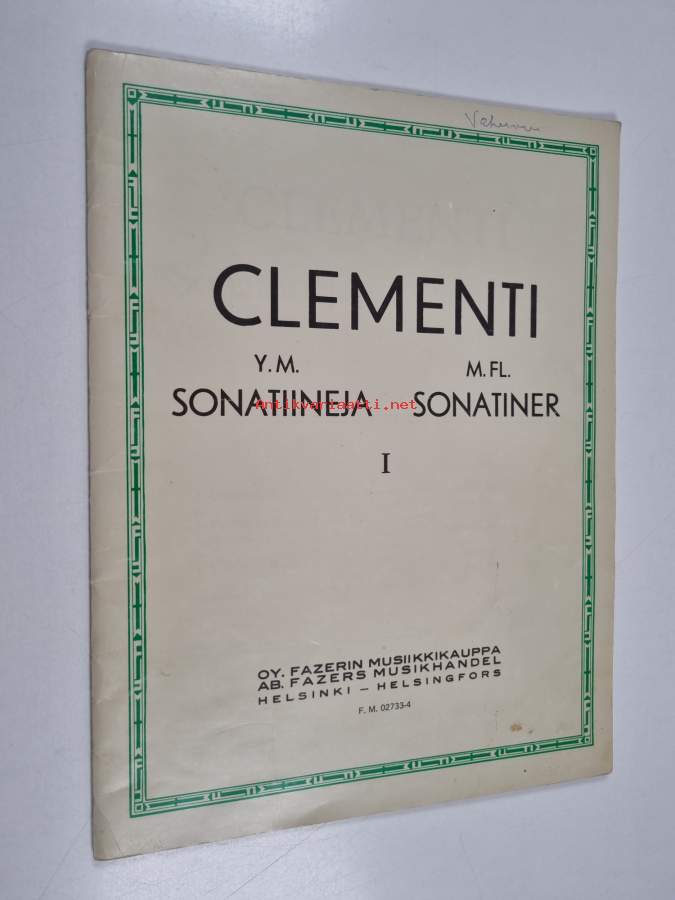 CLEMENTI
Y. M. M. FL.
SONATIINEJA SONATINER
Antikvariaatti.net
I
OY. FAZERIN MUSIIKKIKAUPPA
AB. FAZERS MUSIKHANDEL
HELSINKI – HELSINGFORS
F. M. 02733-4